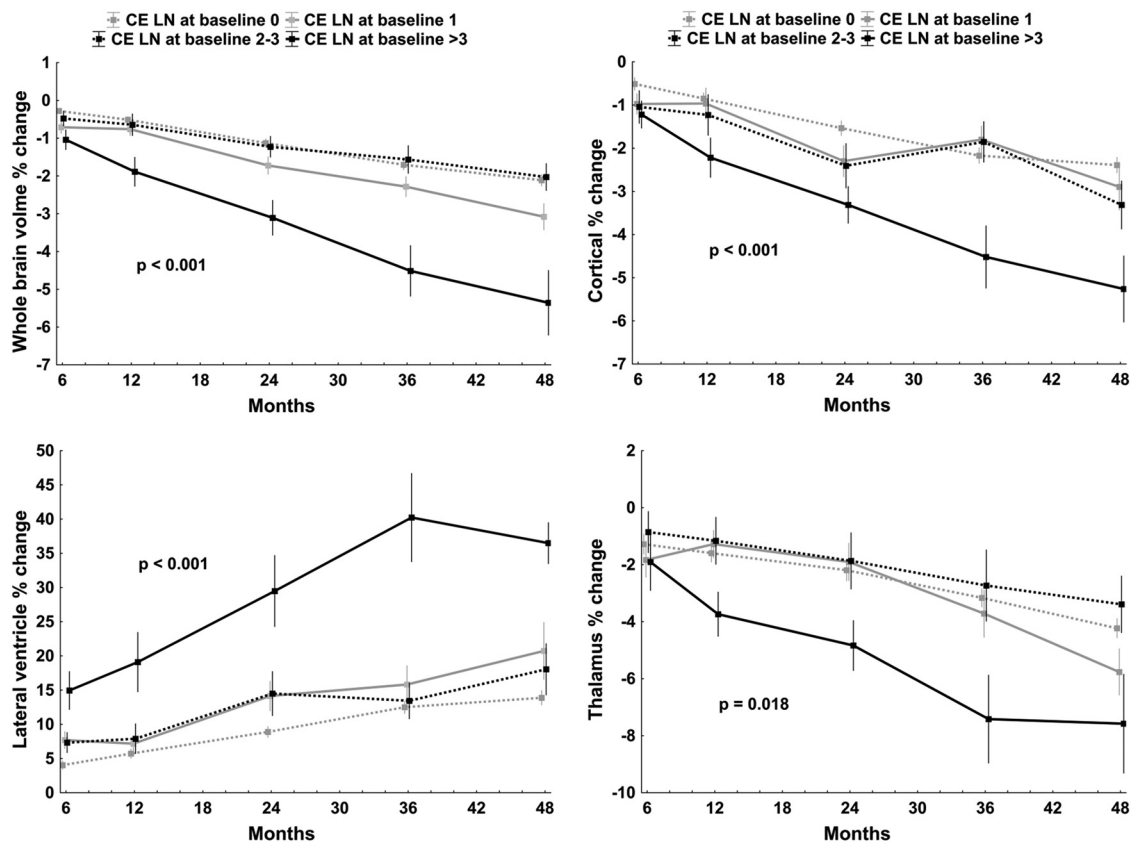 CE LN at baseline 0 CE LN at baseline 1
CE LN at baseline 2-3 CE LN at baseline >3
1
0
-1
-2
-3
-4
-5
-6
-7
Whole brain volme % change
p < 0.001
6 12 18 24 30 36 42 48
Months
CE LN at baseline 0 CE LN at baseline 1
CE LN at baseline 2-3 CE LN at baseline >3
0
-1
-2
-3
-4
-5
-6
-7
Cortical % change
p < 0.001
6 12 18 24 30 36 42 48
Months
50
45
40
35
30
25
20
15
10
5
0
Lateral ventricle % change
p < 0.001
6 12 18 24 30 36 42 48
Months
2
0
-2
-4
-6
-8
-10
Thalamus % change
p = 0.018
6 12 18 24 30 36 42 48
Months